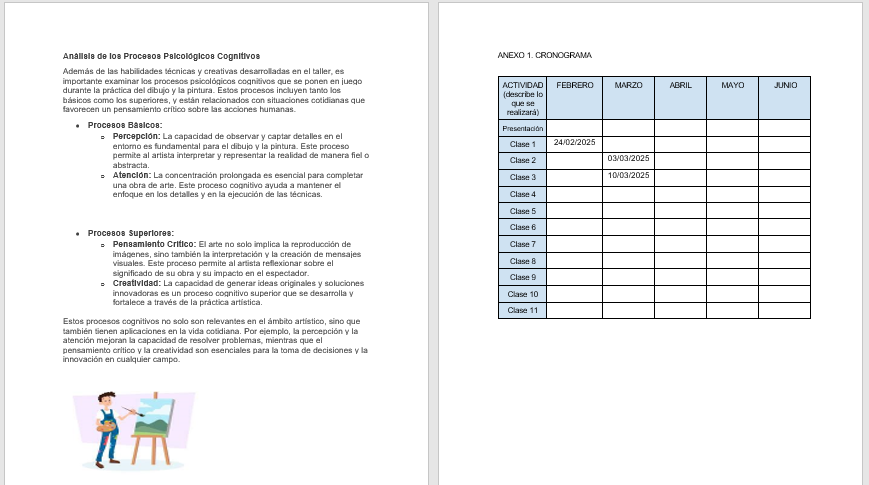 Análisis de los Procesos Psicológicos Cognitivos
Además de las habilidades técnicas y creativas desarrolladas en el taller, es
importante examinar los procesos psicológicos cognitivos que se ponen en juego
durante la práctica del dibujo y la pintura. Estos procesos incluyen tanto los
básicos como los superiores, y están relacionados con situaciones cotidianas que
favorecen un pensamiento crítico sobre las acciones humanas.
• Procesos Básicos:
o Percepción: La capacidad de observar y captar detalles en el
entorno es fundamental para el dibujo y la pintura. Este proceso
permite al artista interpretar y representar la realidad de manera fiel o
abstracta.
o Atención: La concentración prolongada es esencial para completar
una obra de arte. Este proceso cognitivo ayuda a mantener el
enfoque en los detalles y en la ejecución de las técnicas.
• Procesos Superiores:
o Pensamiento Crítico: El arte no solo implica la reproducción de
imágenes, sino también la interpretación y la creación de mensajes
visuales. Este proceso permite al artista reflexionar sobre el
significado de su obra y su impacto en el espectador.
o Creatividad: La capacidad de generar ideas originales y soluciones
innovadoras es un proceso cognitivo superior que se desarrolla y
fortalece a través de la práctica artística.
Estos procesos cognitivos no solo son relevantes en el ámbito artístico, sino que
también tienen aplicaciones en la vida cotidiana. Por ejemplo, la percepción y la
atención mejoran la capacidad de resolver problemas, mientras que el
pensamiento crítico y la creatividad son esenciales para la toma de decisiones y la
innovación en cualquier campo.
ANEXO 1. CRONOGRAMA
ACTIVIDAD (describe lo que se realizará) FEBRERO MARZO ABRIL MAYO JUNIO
Presentación
Clase 1 24/02/2025
Clase 2 03/03/2025
Clase 3 10/03/2025
Clase 4
Clase 5
Clase 6
Clase 7
Clase 8
Clase 9
Clase 10
Clase 11